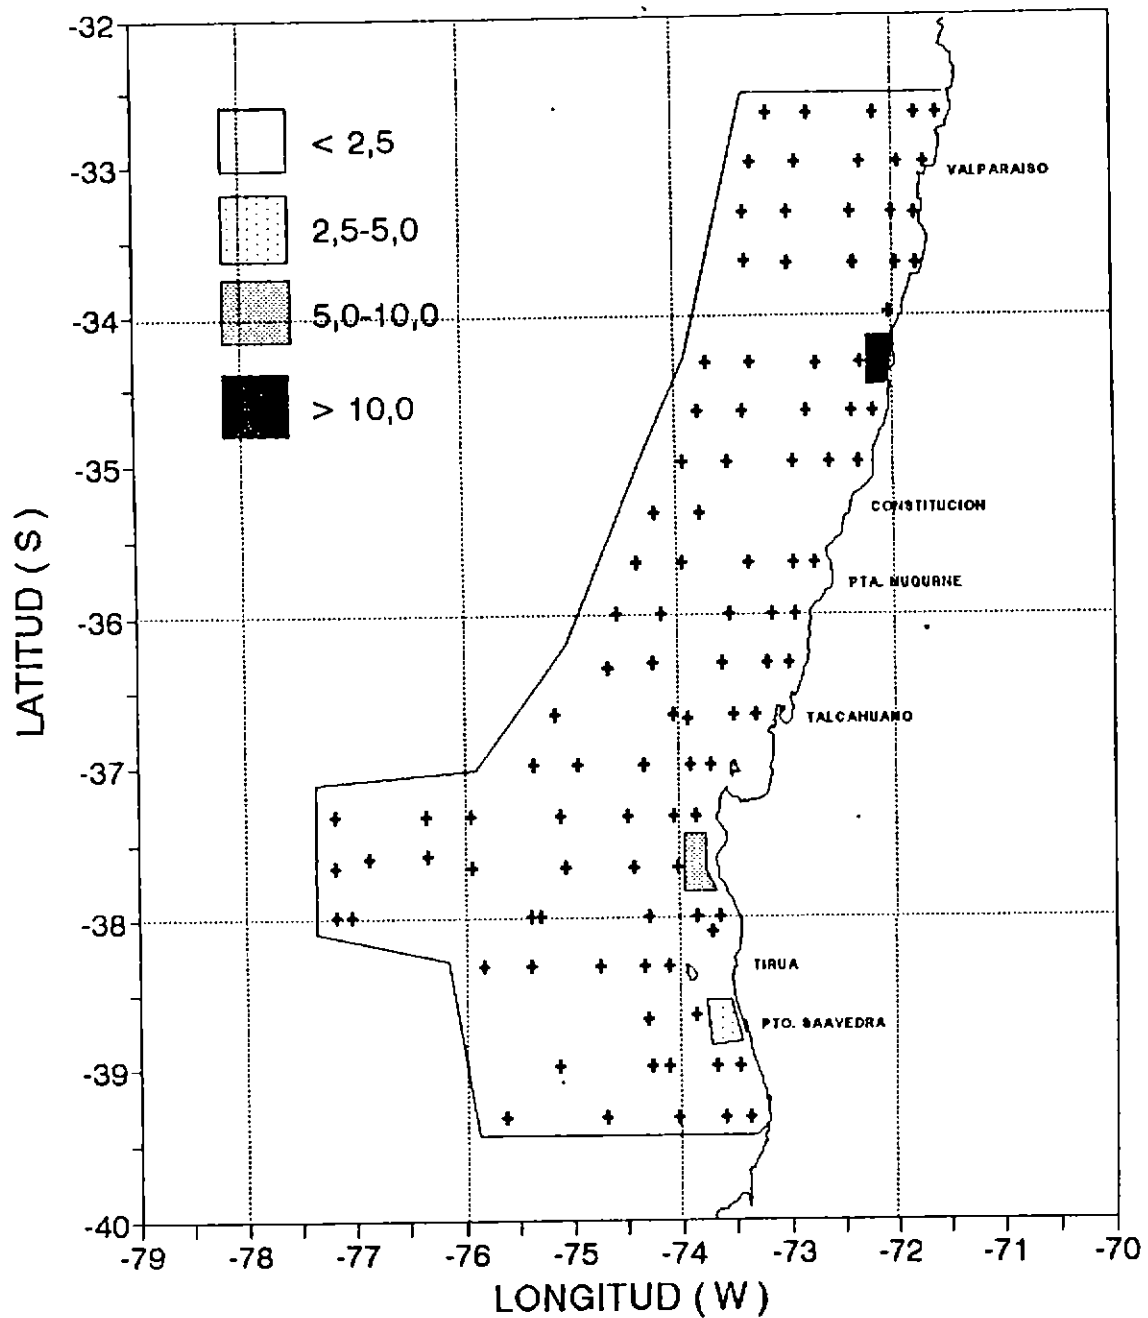 -32
< 2,5
-33
VALPARAISO
2,5-5,0
5,0-10,0
-34
> 10,0
-35
CONSTITUCION
PTA. NUQURNE
-36
TALCAHUANO
-37
-38
TIRUA
PTO. SAAVEDRA
-39
-40
-79 -78 -77 -76 -75 -74 -73 -72 -71 -70
LATITUD ( S )
LONGITUD ( W )